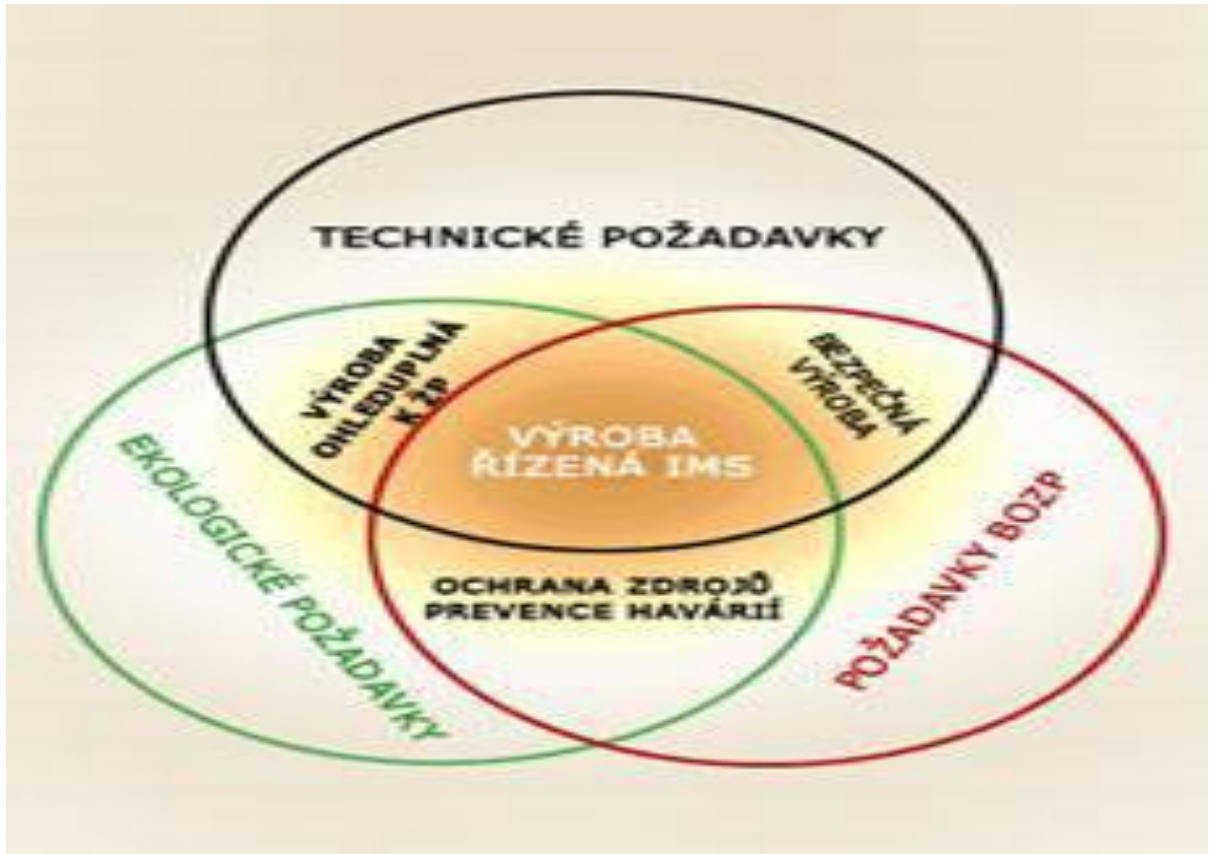 TECHNICKÉ POŽADAVKY
VÝROBA
OHLEDUPLNÁ
K ŽP
BEZPEČNÁ
VÝROBA
VÝROBA
ŘÍZENÁ IMS
EKOLOGICKÉ POŽADAVKY
POŽADAVKY BOZP
OCHRANA ZDROJŮ
PREVENCE HAVÁRIÍ